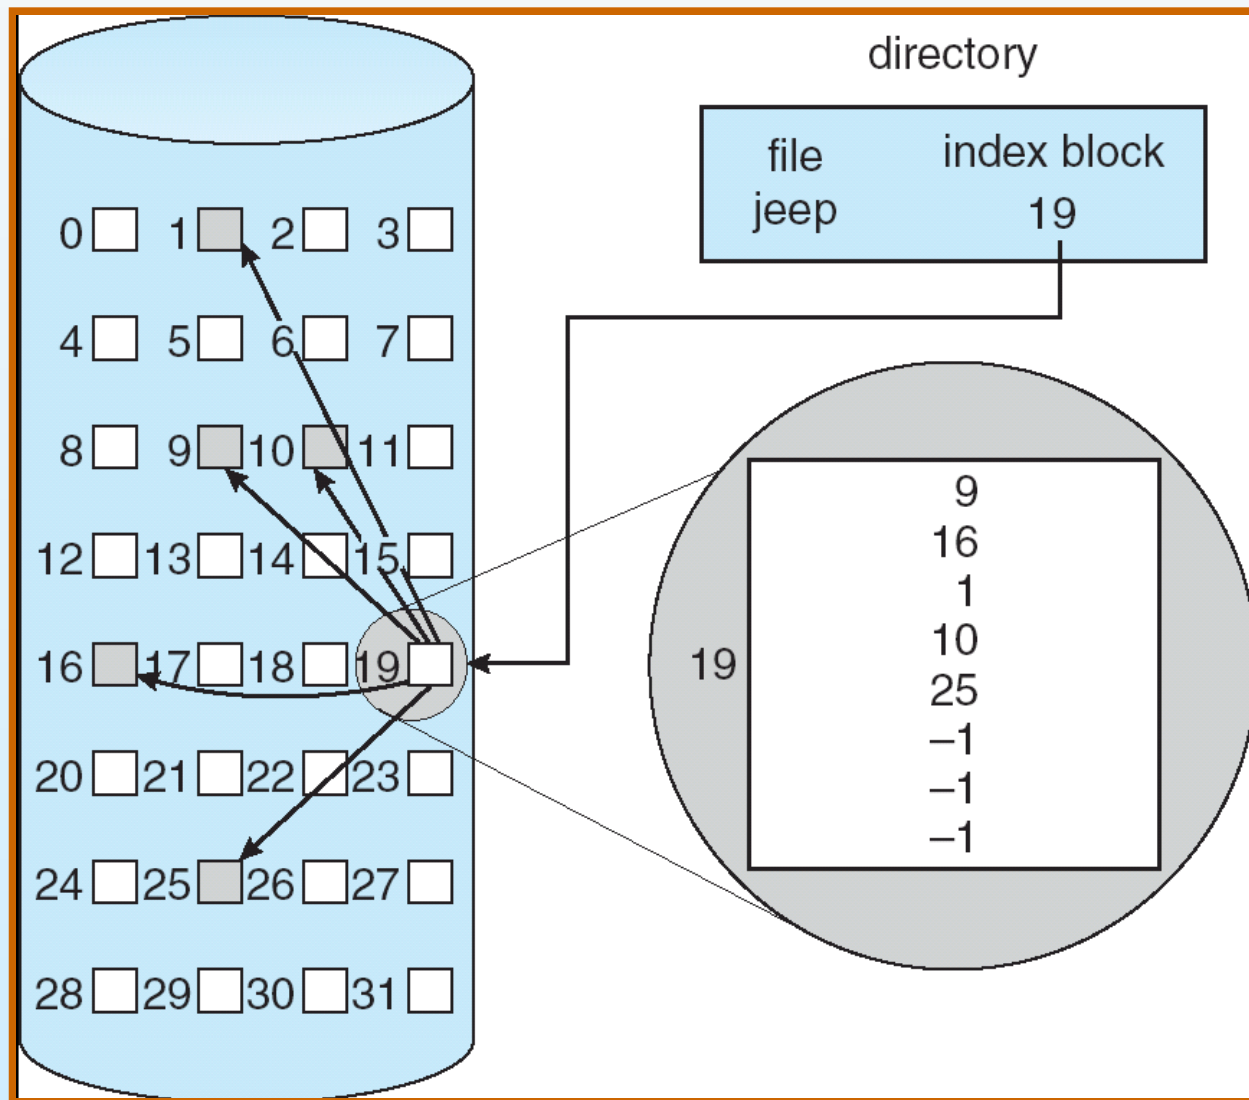 directory
file index block
jeep 19
0 1 2 3
4 5 6 7
8 9 10 11
12 13 14 15
16 17 18 19
20 21 22 23
24 25 26 27
28 29 30 31
19
9
16
1
10
25
–1
–1
–1